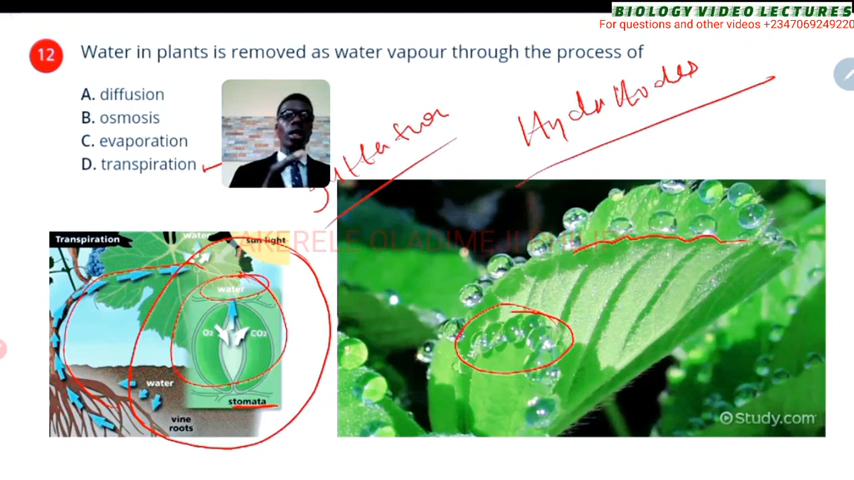 BIOLOGY VIDEO LECTURES
For questions and other videos +2347069249220
12 Water in plants is removed as water vapour through the process of
A. diffusion
B. osmosis
C. evaporation
D. transpiration
Transpiration
water
sun light
water
O₂
CO₂
water
stomata
vine
roots
Study.com